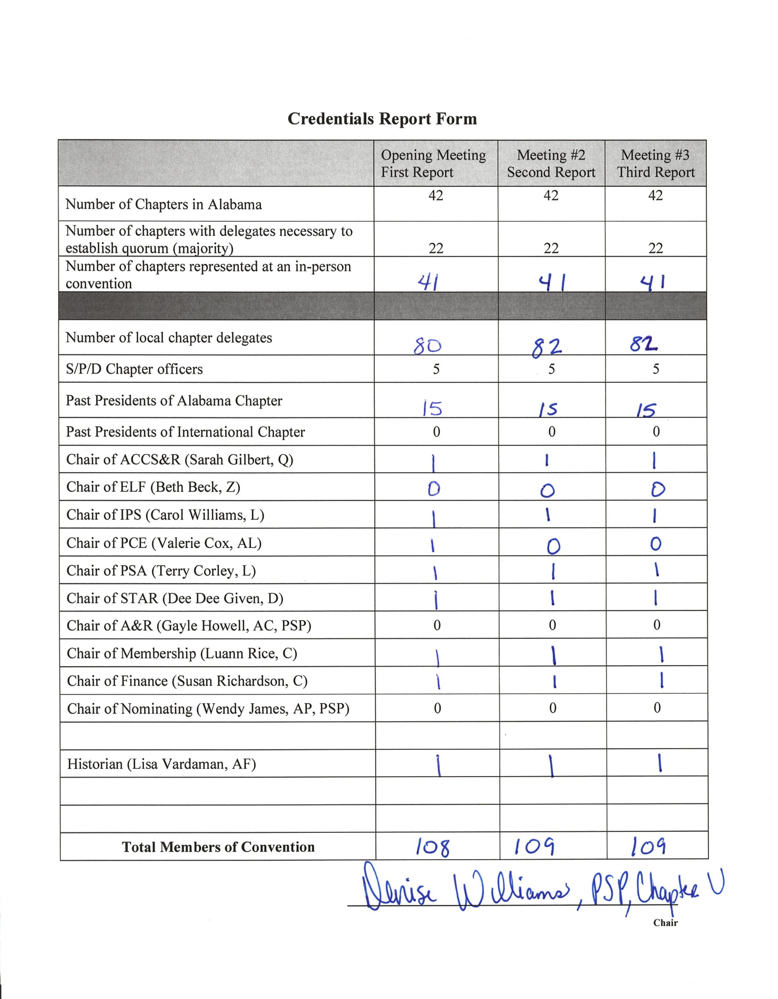 Credentials Report Form
Opening Meeting First Report Meeting #2 Second Report Meeting #3 Third Report
Number of Chapters in Alabama 42 42 42
Number of chapters with delegates necessary to establish quorum (majority) 22 22 22
Number of chapters represented at an in-person convention 41 41 41
Number of local chapter delegates 80 82 82
S/P/D Chapter officers 5 5 5
Past Presidents of Alabama Chapter 15 15 15
Past Presidents of International Chapter 0 0 0
Chair of ACCS&R (Sarah Gilbert, Q) 1 1 1
Chair of ELF (Beth Beck, Z) 0 0 0
Chair of IPS (Carol Williams, L) 1 1 1
Chair of PCE (Valerie Cox, AL) 1 0 0
Chair of PSA (Terry Corley, L) 1 1 1
Chair of STAR (Dee Dee Given, D) 1 1 1
Chair of A&R (Gayle Howell, AC, PSP) 0 0 0
Chair of Membership (Luann Rice, C) 1 1 1
Chair of Finance (Susan Richardson, C) 1 1 1
Chair of Nominating (Wendy James, AP, PSP) 0 0 0
Historian (Lisa Vardaman, AF) 1 1 1
Total Members of Convention 108 109 109
Denise Williams, PSP, Chapter U
Chair